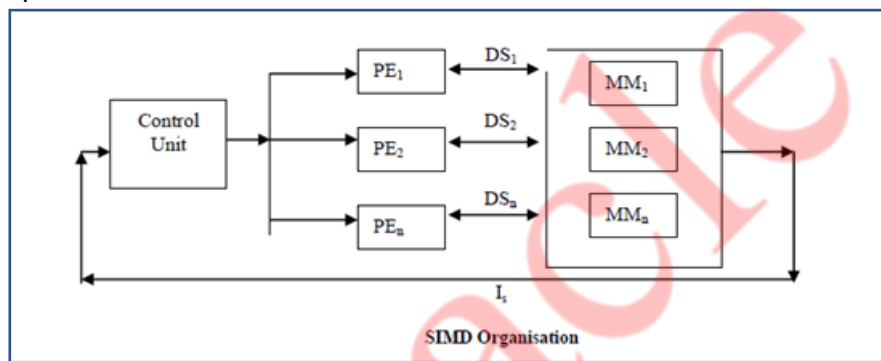 DS₁
PE₁
MM₁
Control
Unit
DS₂
PE₂
MM₂
DSₙ
PEₙ
MMₙ
Iₛ
SIMD Organisation